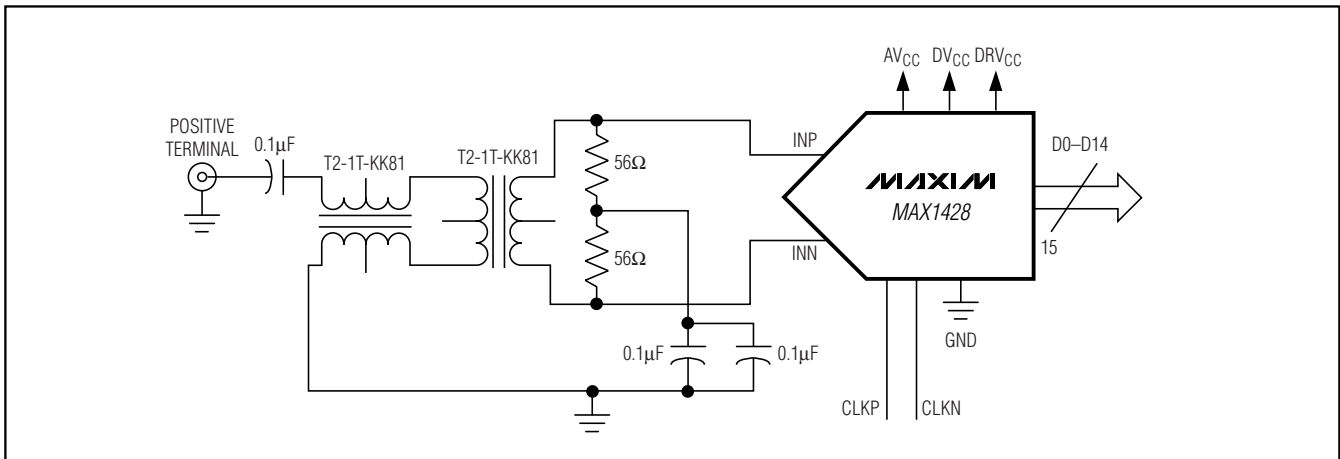 AVCC DVCC DRVCC
POSITIVE
TERMINAL
0.1µF
T2-1T-KK81
T2-1T-KK81
56Ω
56Ω
INP
INN
MAXIM
MAX1428
D0–D14
15
GND
0.1µF
0.1µF
CLKP
CLKN